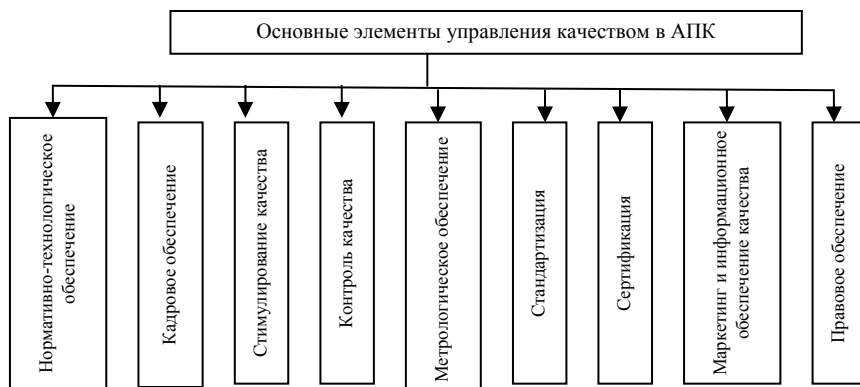 Основные элементы управления качеством в АПК
Нормативно-технологическое
обеспечение
Кадровое обеспечение
Стимулирование качества
Контроль качества
Метрологическое обеспечение
Стандартизация
Сертификация
Маркетинг и информационное
обеспечение качества
Правовое обеспечение